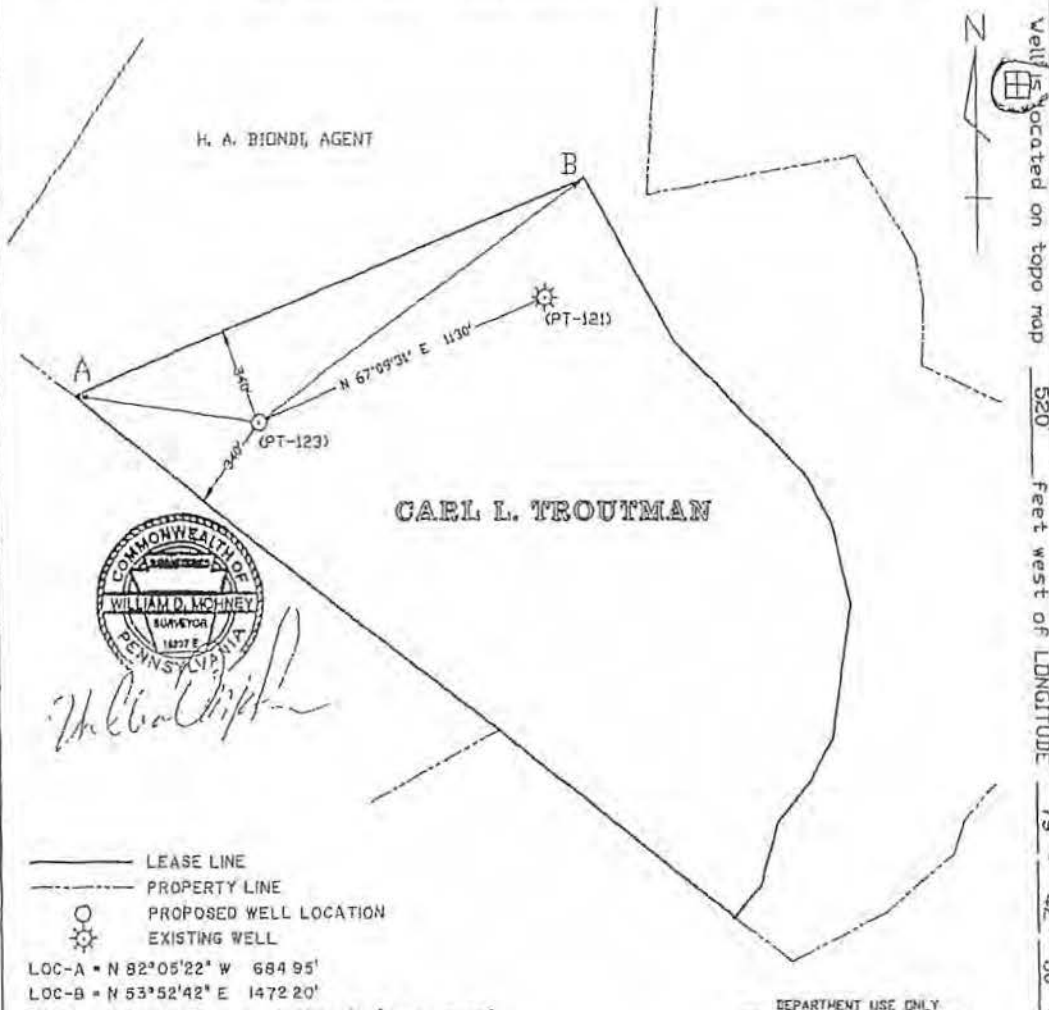 N
H. A. BIONDI, AGENT
B
(PT-121)
N 67°09'31" E 1130'
A
340'
(PT-123)
340'
CARL L. TROUTMAN
COMMONWEALTH OF
REGISTERED
WILLIAM D. MOHNEY
SURVEYOR
PENNSYLVANIA
LEASE LINE
PROPERTY LINE
PROPOSED WELL LOCATION
EXISTING WELL
LOC-A = N 82°05'22" W 684.95'
LOC-B = N 53°52'42" E 1472.20'
DEPARTMENT USE ONLY
Well is located on topo map 520 feet west of LONGITUDE